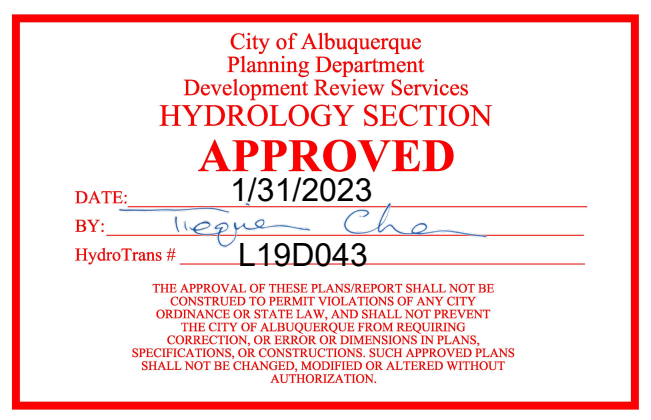 City of Albuquerque
Planning Department
Development Review Services
HYDROLOGY SECTION
APPROVED
DATE: 1/31/2023
BY:
HydroTrans # L19D043
THE APPROVAL OF THESE PLANS/REPORT SHALL NOT BE
CONSTRUED TO PERMIT VIOLATIONS OF ANY CITY
ORDINANCE OR STATE LAW, AND SHALL NOT PREVENT
THE CITY OF ALBUQUERQUE FROM REQUIRING
CORRECTION, OR ERROR OR DIMENSIONS IN PLANS,
SPECIFICATIONS, OR CONSTRUCTIONS. SUCH APPROVED PLANS
SHALL NOT BE CHANGED, MODIFIED OR ALTERED WITHOUT
AUTHORIZATION.